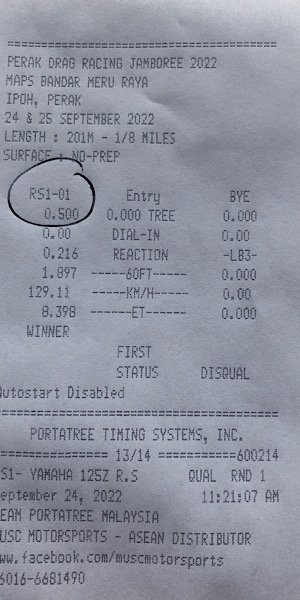 PERAK DRAG RACING JAMBOREE 2022
MAPS BANDAR MERU RAYA
IPOH, PERAK
24 & 25 SEPTEMBER 2022
LENGTH : 201M - 1/8 MILES
SURFACE : NO-PREP
RS1-01 Entry BYE
0.500 0.000 TREE 0.000
0.00 DIAL-IN 0.00
0.216 REACTION -LB3-
1.897 -----60FT------ 0.000
129.11 -----KM/H------ 0.00
8.398 ------ET------ 0.000
WINNER
FIRST
STATUS DISQUAL
utostart Disabled
PORTATREE TIMING SYSTEMS, INC.
=============== 13/14 ===========600214
S1- YAMAHA 125Z R.S QUAL RND 1
eptember 24, 2022 11:21:07 AM
EAM PORTATREE MALAYSIA
USC MOTORSPORTS - ASEAN DISTRIBUTOR
ww.facebook.com/muscmotorsports
6016-6681490